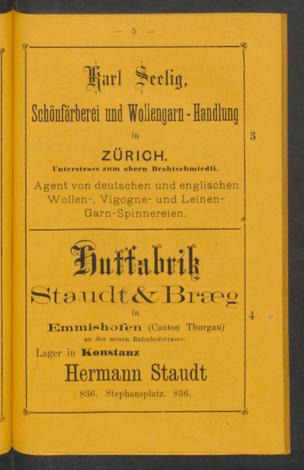 — 5 —
Karl Seelig,
Schönfärberei und Wollengarn-Handlung
in
ZÜRICH.
Unterstrass zum obern Drahtschmiedli.
Agent von deutschen und englischen
Wollen-, Vigogne- und Leinen-
Garn-Spinnereien.
3
Hutfabrik
Staudt & Bræg
in
Emmishofen (Canton Thurgau)
an der neuen Bahnhofstrasse.
Lager in Konstanz
Hermann Staudt
836. Stephansplatz. 836.
4